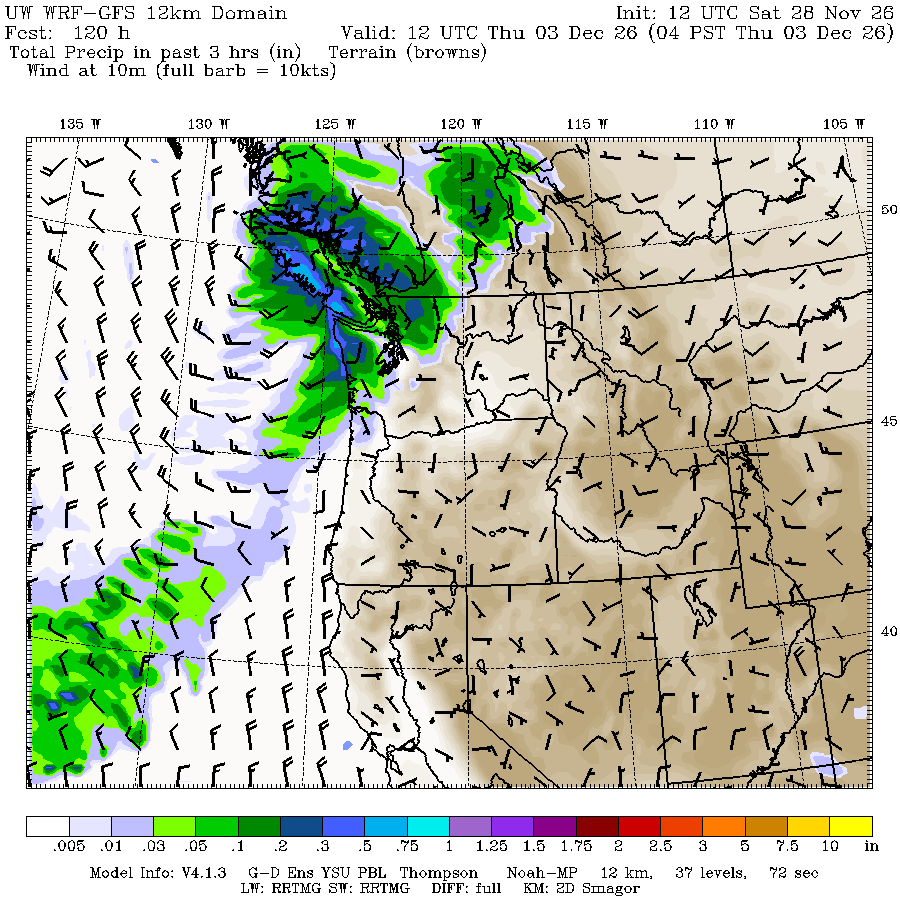 UW WRF-GFS 12km Domain Init: 12 UTC Sat 28 Nov 26
Fcst: 120 h Valid: 12 UTC Thu 03 Dec 26 (04 PST Thu 03 Dec 26)
Total Precip in past 3 hrs (in) Terrain (browns)
Wind at 10m (full barb = 10kts)
135 W 130 W 125 W 120 W 115 W 110 W 105 W
50
45
40
.005 .01 .03 .05 .1 .2 .3 .5 .75 1 1.25 1.5 1.75 2 2.5 3 5 7.5 10 in
Model Info: V4.1.3 G-D Ens YSU PBL Thompson Noah-MP 12 km, 37 levels, 72 sec
LW: RRTMG SW: RRTMG DIFF: full KM: 2D Smagor